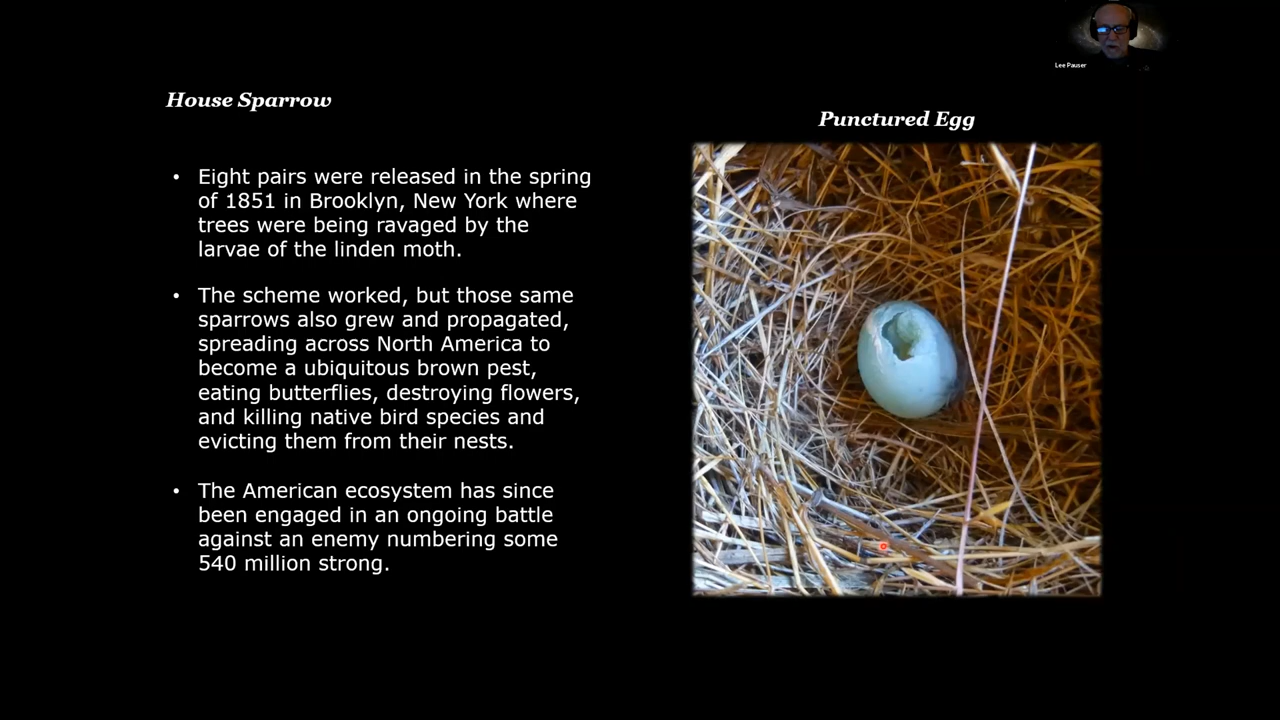 Lee Pauser
House Sparrow
• Eight pairs were released in the spring
of 1851 in Brooklyn, New York where
trees were being ravaged by the
larvae of the linden moth.
• The scheme worked, but those same
sparrows also grew and propagated,
spreading across North America to
become a ubiquitous brown pest,
eating butterflies, destroying flowers,
and killing native bird species and
evicting them from their nests.
• The American ecosystem has since
been engaged in an ongoing battle
against an enemy numbering some
540 million strong.
Punctured Egg